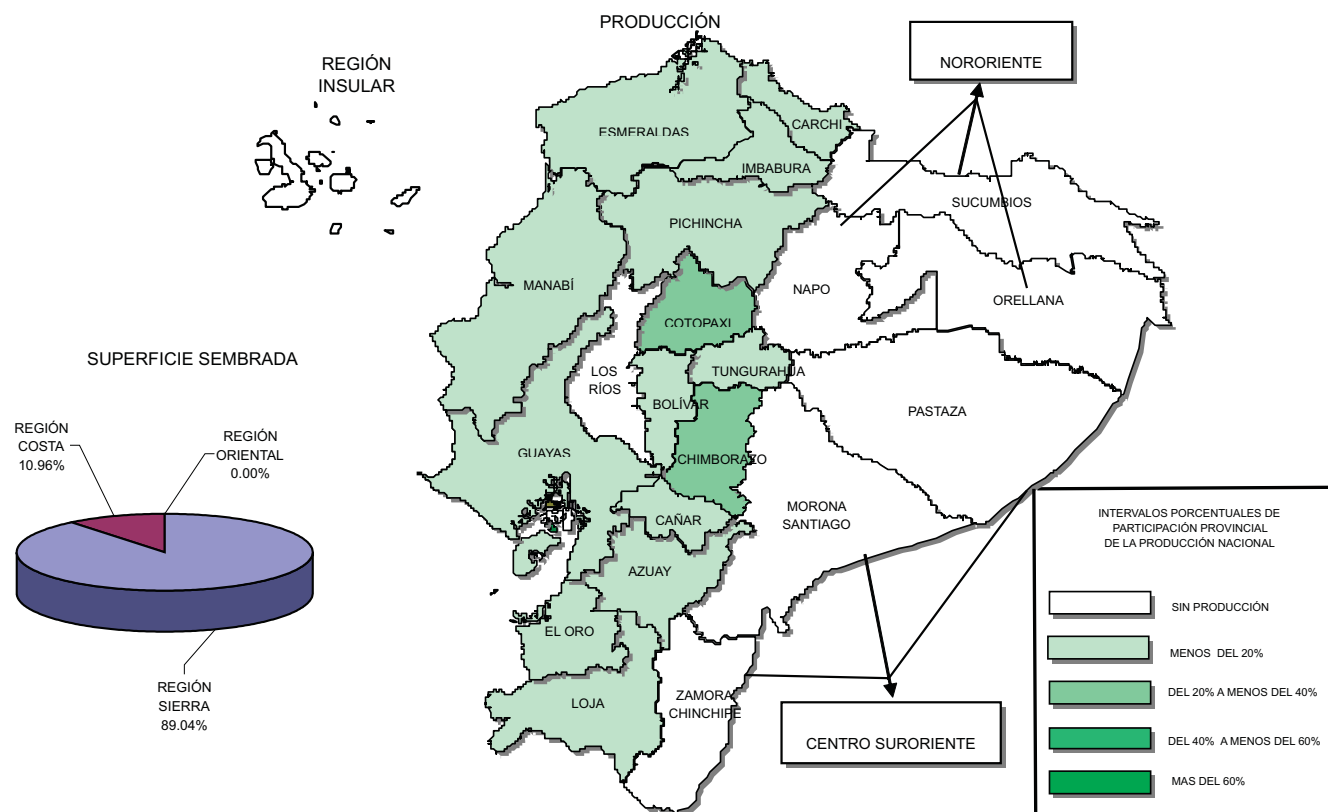 PRODUCCIÓN
REGIÓN
INSULAR
NORORIENTE
ESMERALDAS
CARCHI
IMBABURA
SUCUMBIOS
PICHINCHA
MANABÍ
NAPO
ORELLANA
COTOPAXI
SUPERFICIE SEMBRADA
LOS
RÍOS
TUNGURAHUA
BOLÍVAR
PASTAZA
REGIÓN
COSTA
10.96%
REGIÓN
ORIENTAL
0.00%
GUAYAS
CHIMBORAZO
MORONA
SANTIAGO
CAÑAR
AZUAY
EL ORO
LOJA
ZAMORA
CHINCHIPE
REGIÓN
SIERRA
89.04%
CENTRO SURORIENTE
INTERVALOS PORCENTUALES DE
PARTICIPACIÓN PROVINCIAL
DE LA PRODUCCIÓN NACIONAL
SIN PRODUCCIÓN
MENOS DEL 20%
DEL 20% A MENOS DEL 40%
DEL 40% A MENOS DEL 60%
MAS DEL 60%